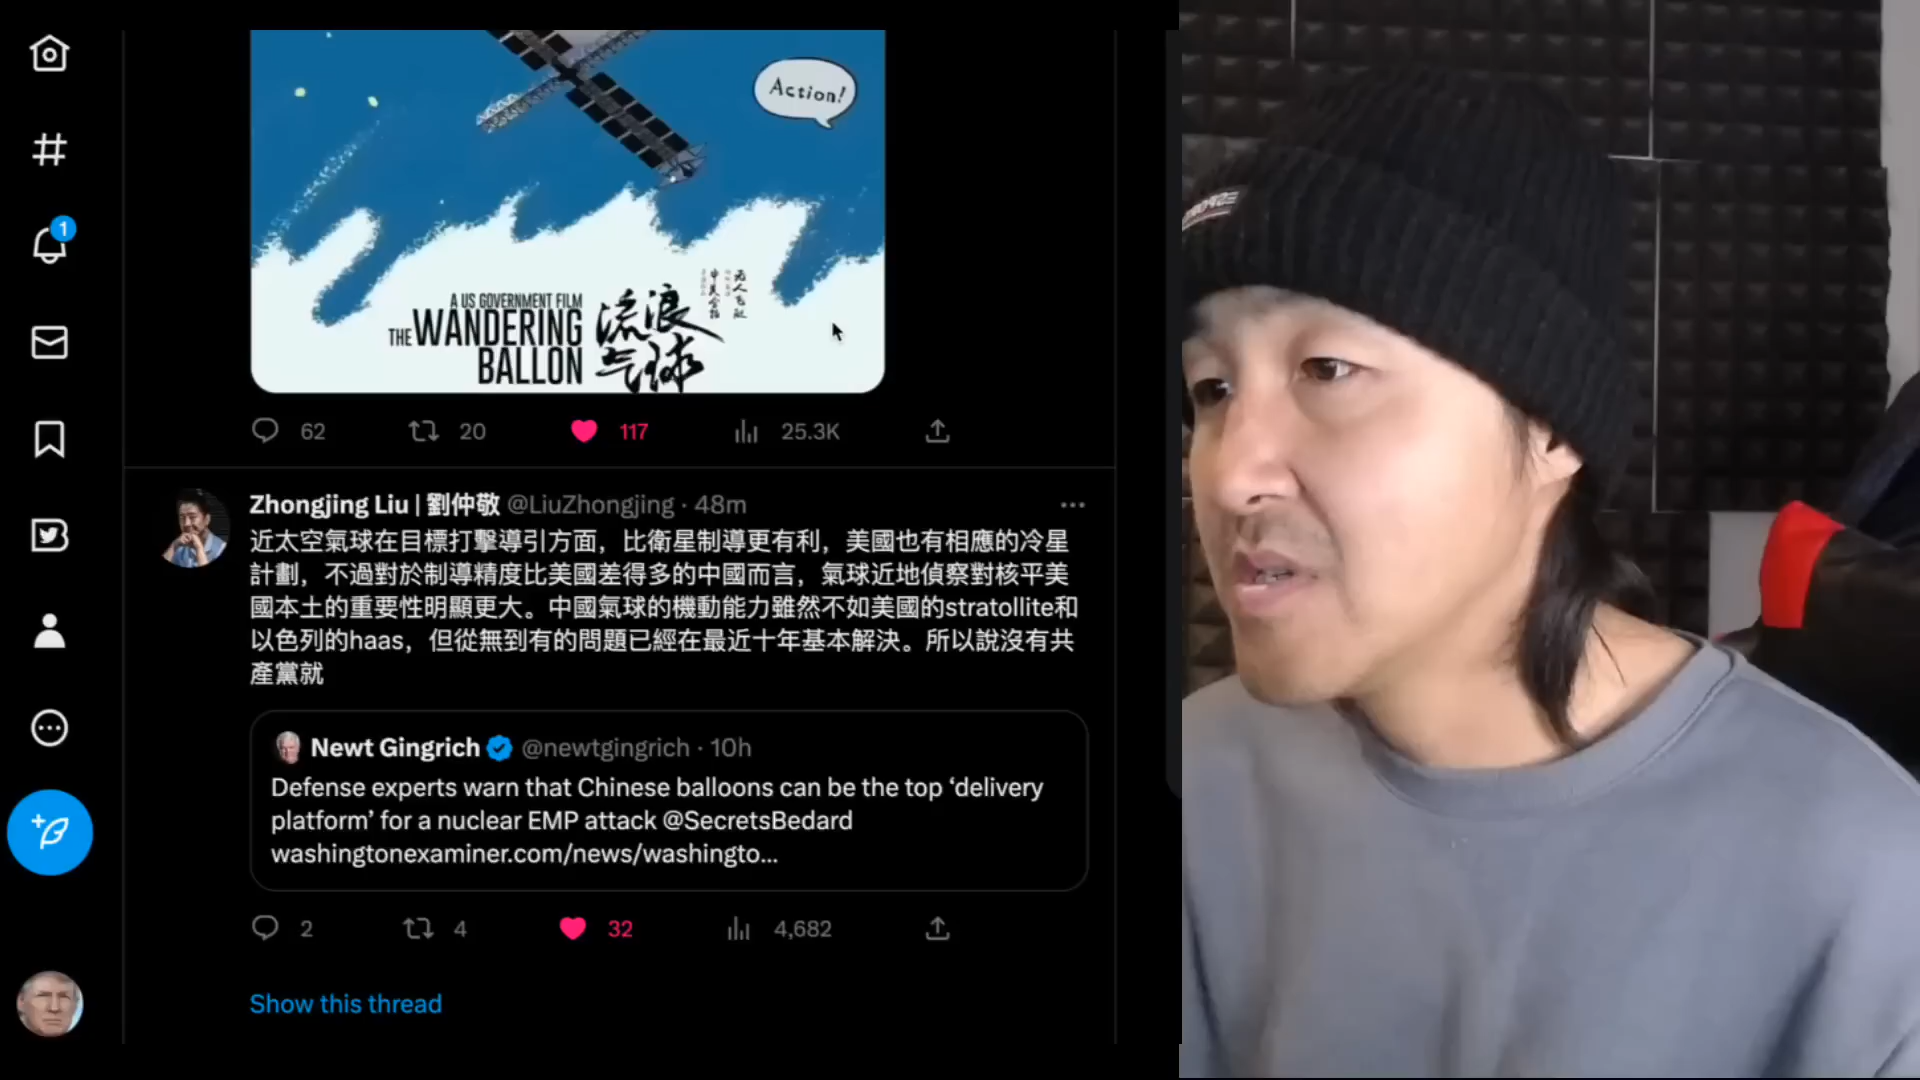 Action!
A US GOVERNMENT FILM
THE WANDERING
BALLON
流浪
气球
无人飞艇
中美合拍
62
20
117
25.3K
1
Zhongjing Liu | 劉仲敬 @LiuZhongjing · 48m
近太空氣球在目標打擊導引方面，比衛星制導更有利，美國也有相應的冷星
計劃，不過對於制導精度比美國差得多的中國而言，氣球近地偵察對核平美
國本土的重要性明顯更大。中國氣球的機動能力雖然不如美國的stratollite和
以色列的haas，但從無到有的問題已經在最近十年基本解決。所以說沒有共
產黨就
Newt Gingrich @newtgingrich · 10h
Defense experts warn that Chinese balloons can be the top ‘delivery
platform’ for a nuclear EMP attack @SecretsBedard
washingtonexaminer.com/news/washingto...
2
4
32
4,682
Show this thread